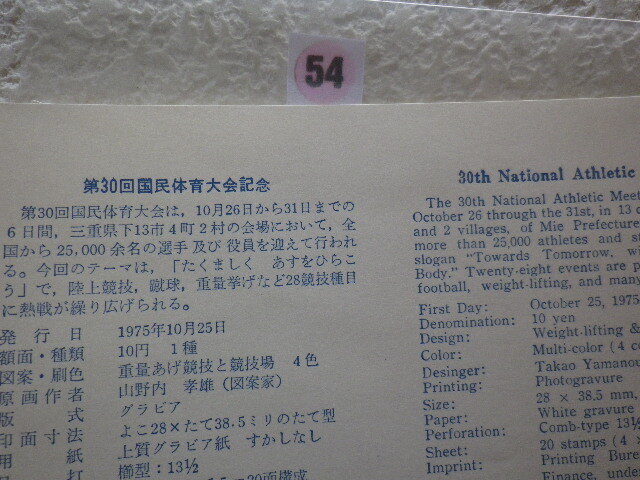 54
第30回国民体育大会記念
第30回国民体育大会は，10月26日から31日までの
6日間，三重県下13市4町2村の会場において，全
国から25,000余名の選手及び役員を迎えて行われ
る。今回のテーマは，「たくましく　あすをひらこ
う」で，陸上競技，蹴球，重量挙げなど28競技種目
に熱戦が繰り広げられる。
発行日　1975年10月25日
額面・種類　10円　1種
図案・刷色　重量あげ競技と競技場　4色
原画作者　山野内　孝雄（図案家）
版式　グラビア
印面寸法　よこ28×たて38.5ミリのたて型
用紙　上質グラビア紙　すかしなし
打　櫛型：13½
20面構成
30th National Athletic
The 30th National Athletic Meet
October 26 through the 31st, in 13 c
and 2 villages, of Mie Prefecture
more than 25,000 athletes and
slogan "Towards Tomorrow, wi
Body." Twenty-eight events are p
football, weight-lifting, and many
First Day: October 25, 1975
Denomination: 10 yen
Design: Weight-lifting &
Color: Multi-color (4 c
Designer: Takao Yamanou
Printing: Photogravure
Size: 28 × 38.5 mm,
Paper: White gravure
Perforation: Comb-type 13½
Sheet: 20 stamps (4 ×
Imprint: Printing Bure
Finance, under